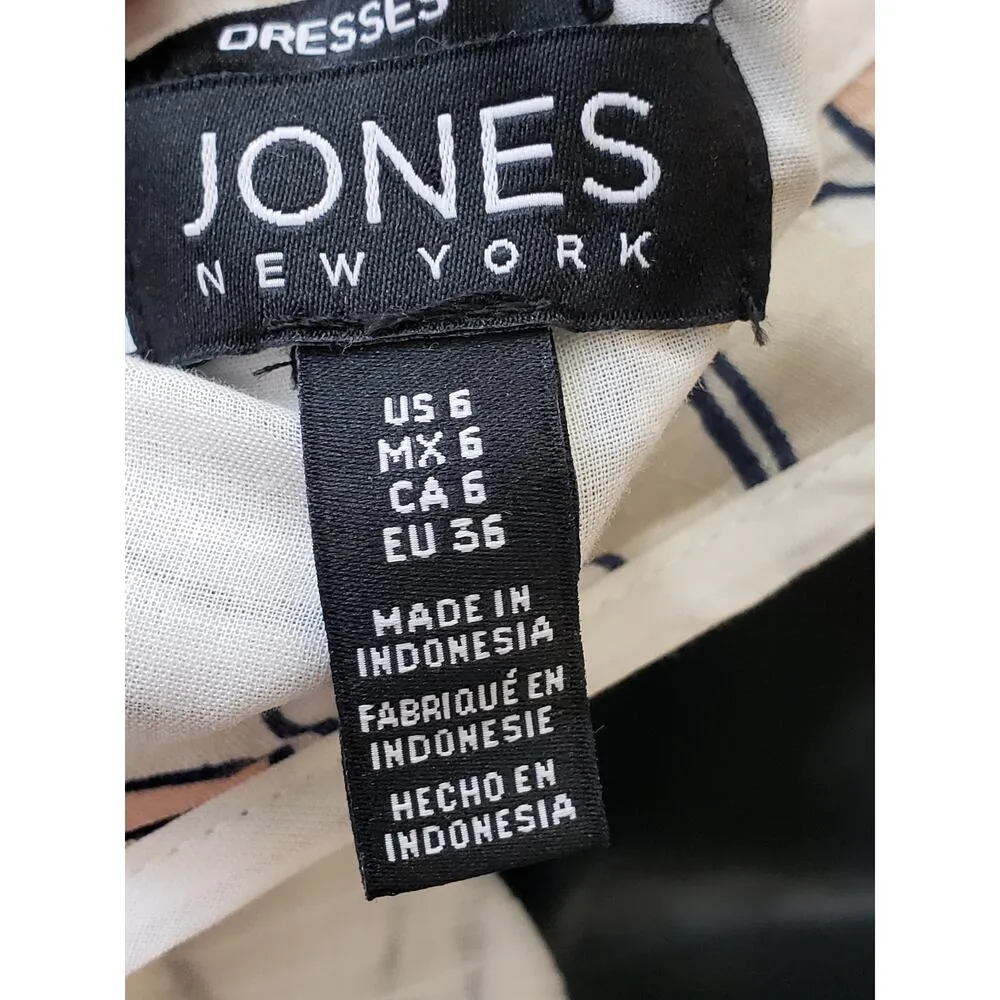 DRESSES
JONES
NEW YORK
US 6
MX 6
CA 6
EU 36
MADE IN
INDONESIA
FABRIQUÉ EN
INDONESIE
HECHO EN
INDONESIA